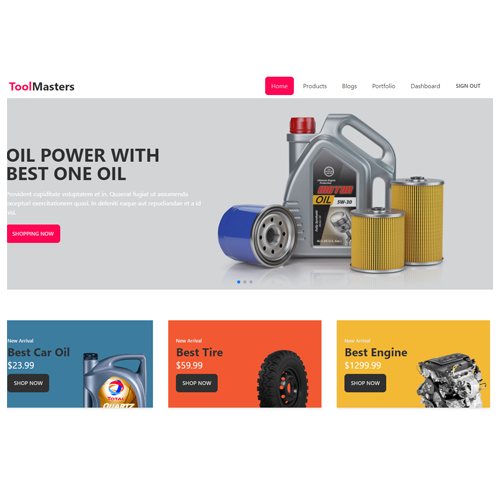 ToolMasters
Home Products Blogs Portfolio Dashboard SIGN OUT
OIL POWER WITH
BEST ONE OIL
Provident cupiditate voluptatem et in. Quaerat fugiat ut assumenda
excepturi exercitationem quasi. In deleniti eaque aut repudiandae et a id
nisi.
SHOPPING NOW
MOTOR
OIL 5W-30
New Arrival
Best Car Oil
$23.99
SHOP NOW
TOTAL
QUARTZ
New Arrival
Best Tire
$59.99
SHOP NOW
New Arrival
Best Engine
$1299.99
SHOP NOW